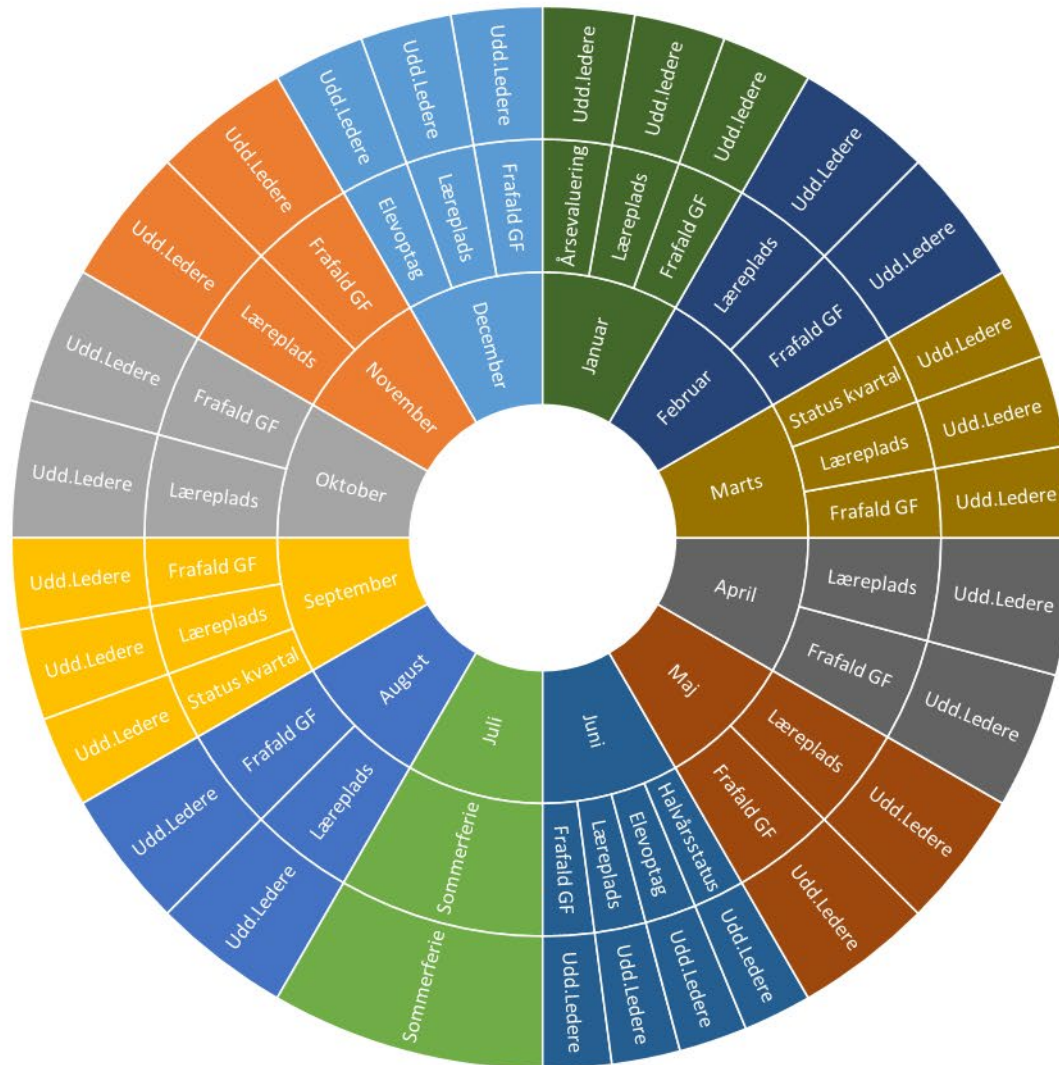 Januar
Årsevaluering
Udd.ledere
Læreplads
Udd.ledere
Frafald GF
Udd.ledere
Februar
Læreplads
Udd.Ledere
Frafald GF
Udd.Ledere
Marts
Status kvartal
Udd.Ledere
Læreplads
Udd.Ledere
Frafald GF
Udd.Ledere
April
Læreplads
Udd.Ledere
Frafald GF
Udd.Ledere
Maj
Læreplads
Udd.Ledere
Frafald GF
Udd.Ledere
Juni
Halvårsstatus
Udd.Ledere
Elevoptag
Udd.Ledere
Læreplads
Udd.Ledere
Frafald GF
Udd.Ledere
Juli
Sommerferie
Sommerferie
August
Læreplads
Udd.Ledere
Frafald GF
Udd.Ledere
September
Status kvartal
Udd.Ledere
Læreplads
Udd.Ledere
Frafald GF
Udd.Ledere
Oktober
Læreplads
Udd.Ledere
Frafald GF
Udd.Ledere
November
Læreplads
Udd.Ledere
Frafald GF
Udd.Ledere
December
Elevoptag
Udd.Ledere
Læreplads
Udd.Ledere
Frafald GF
Udd.Ledere